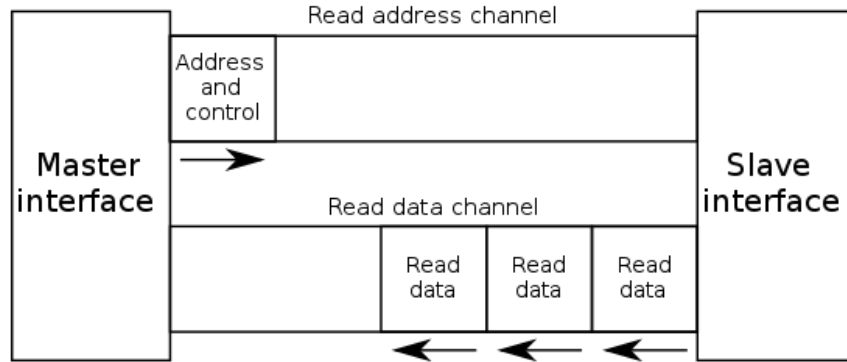 Read address channel
Address
and
control
Master
interface
Slave
interface
Read data channel
Read
data
Read
data
Read
data